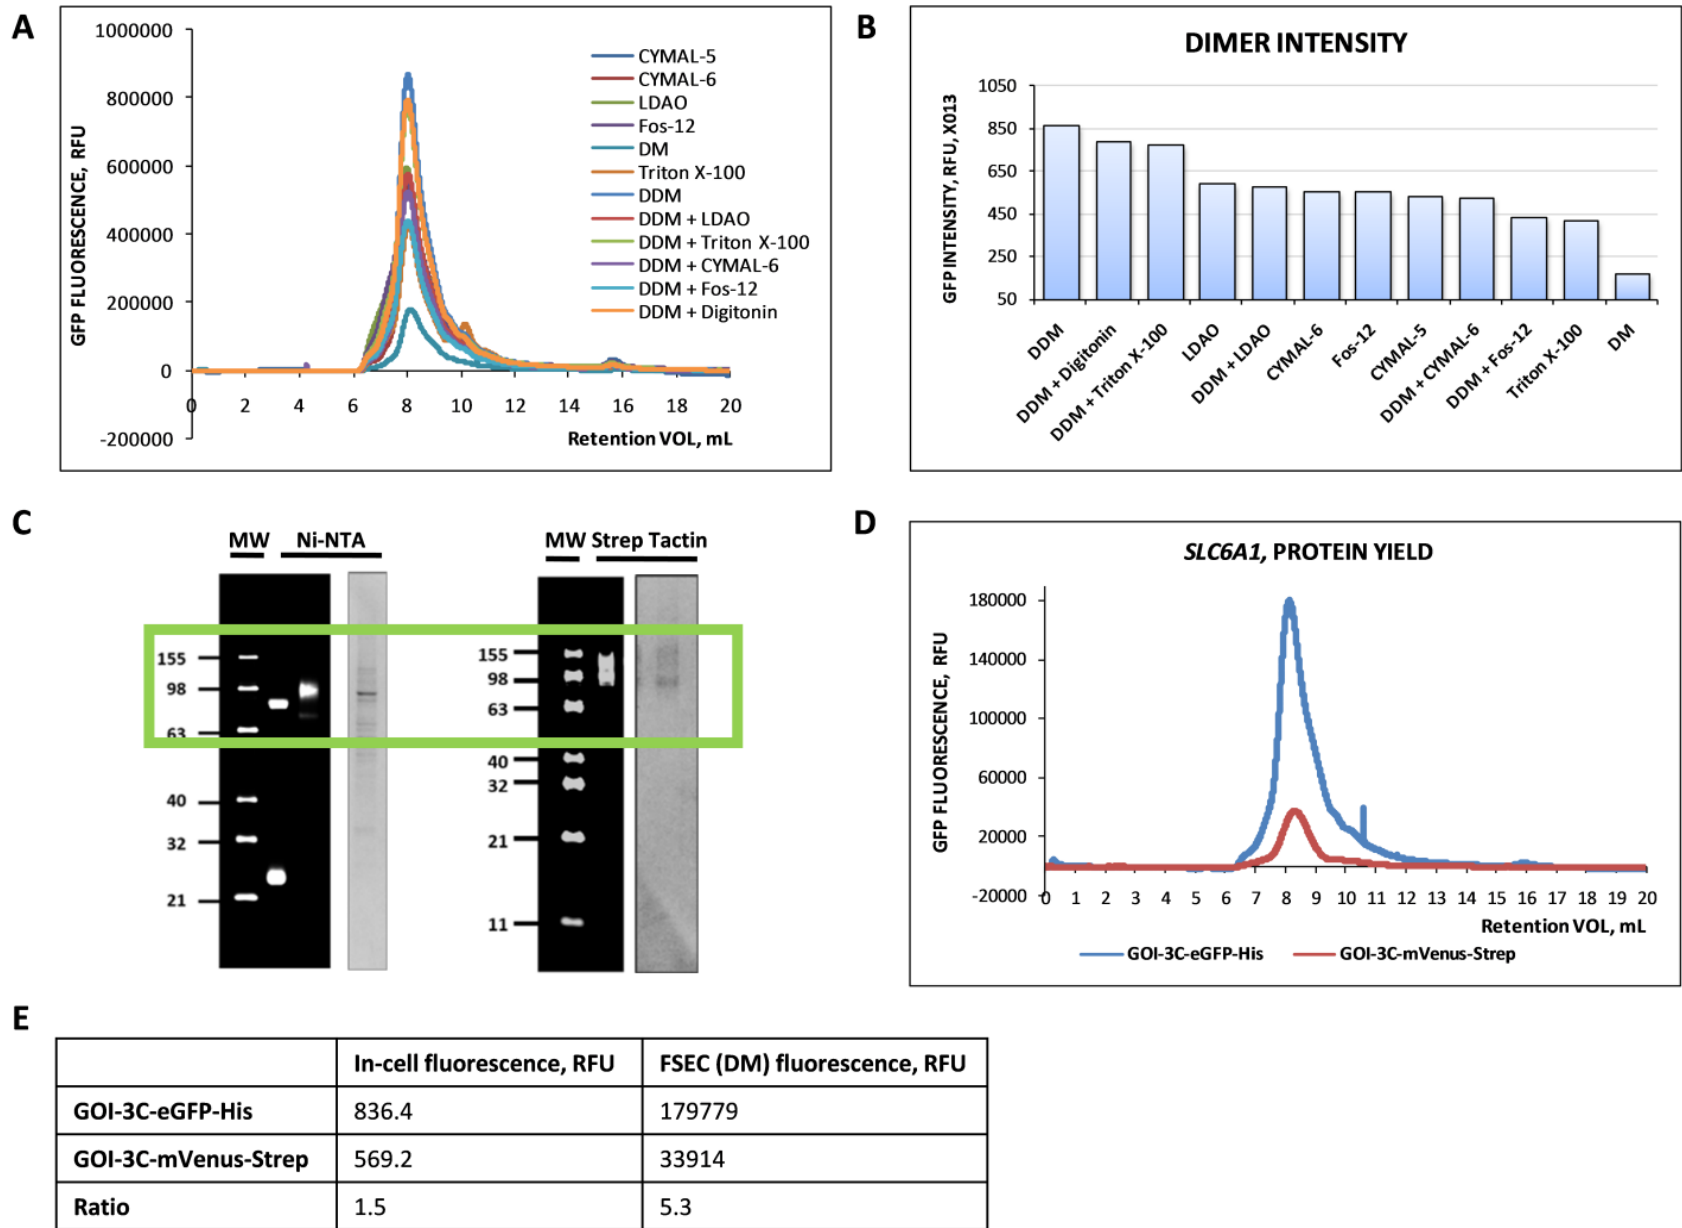 A
1000000
800000
600000
400000
200000
0
-200000
GFP FLUORESCENCE, RFU
0 2 4 6 8 10 12 14 16 18 20
Retention VOL, mL
CYMAL-5
CYMAL-6
LDAO
Fos-12
DM
Triton X-100
DDM
DDM + LDAO
DDM + Triton X-100
DDM + CYMAL-6
DDM + Fos-12
DDM + Digitonin
B
DIMER INTENSITY
GFP INTENSITY, RFU, X013
1050
850
650
450
250
50
DDM
DDM + Digitonin
DDM + Triton X-100
LDAO
DDM + LDAO
CYMAL-6
Fos-12
CYMAL-5
DDM + CYMAL-6
DDM + Fos-12
Triton X-100
DM
C
MW Ni-NTA
155
98
63
40
32
21
MW Strep Tactin
155
98
63
40
32
21
11
D
SLC6A1, PROTEIN YIELD
GFP FLUORESCENCE, RFU
180000
140000
100000
60000
20000
-20000
0 1 2 3 4 5 6 7 8 9 10 11 12 13 14 15 16 17 18 19 20
Retention VOL, mL
GOI-3C-eGFP-His GOI-3C-mVenus-Strep
E
In-cell fluorescence, RFU FSEC (DM) fluorescence, RFU
GOI-3C-eGFP-His 836.4 179779
GOI-3C-mVenus-Strep 569.2 33914
Ratio 1.5 5.3